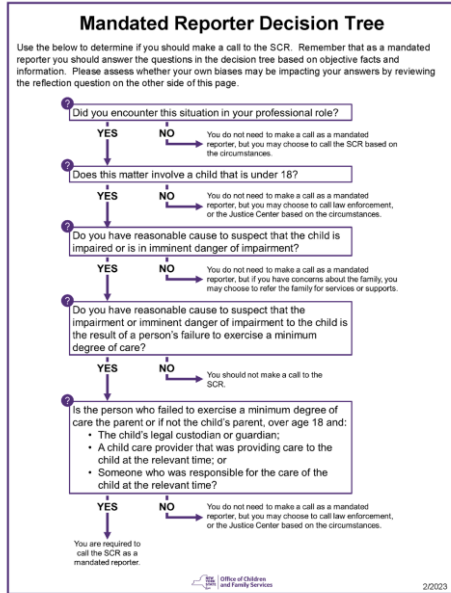 Mandated Reporter Decision Tree
Use the below to determine if you should make a call to the SCR. Remember that as a mandated
reporter you should answer the questions in the decision tree based on objective facts and
information. Please assess whether your own biases may be impacting your answers by reviewing
the reflection question on the other side of this page.
?
Did you encounter this situation in your professional role?
YES NO
You do not need to make a call as a mandated
reporter, but you may choose to call the SCR based on
the circumstances.
?
Does this matter involve a child that is under 18?
YES NO
You do not need to make a call as a mandated
reporter, but you may choose to call law enforcement,
or the Justice Center based on the circumstances.
?
Do you have reasonable cause to suspect that the child is
impaired or is in imminent danger of impairment?
YES NO
You do not need to make a call as a mandated
reporter, but if you have concerns about the family, you
may choose to refer the family for services or supports.
?
Do you have reasonable cause to suspect that the
impairment or imminent danger of impairment to the child is
the result of a person's failure to exercise a minimum
degree of care?
YES NO
You should not make a call to the
SCR.
?
Is the person who failed to exercise a minimum degree of
care the parent or if not the child's parent, over age 18 and:
• The child's legal custodian or guardian;
• A child care provider that was providing care to the
child at the relevant time; or
• Someone who was responsible for the care of the
child at the relevant time?
YES NO
You do not need to make a call as a mandated
reporter, but you may choose to call law enforcement,
or the Justice Center based on the circumstances.
You are required to
call the SCR as a
mandated reporter.
Office of Children
and Family Services
2/2023